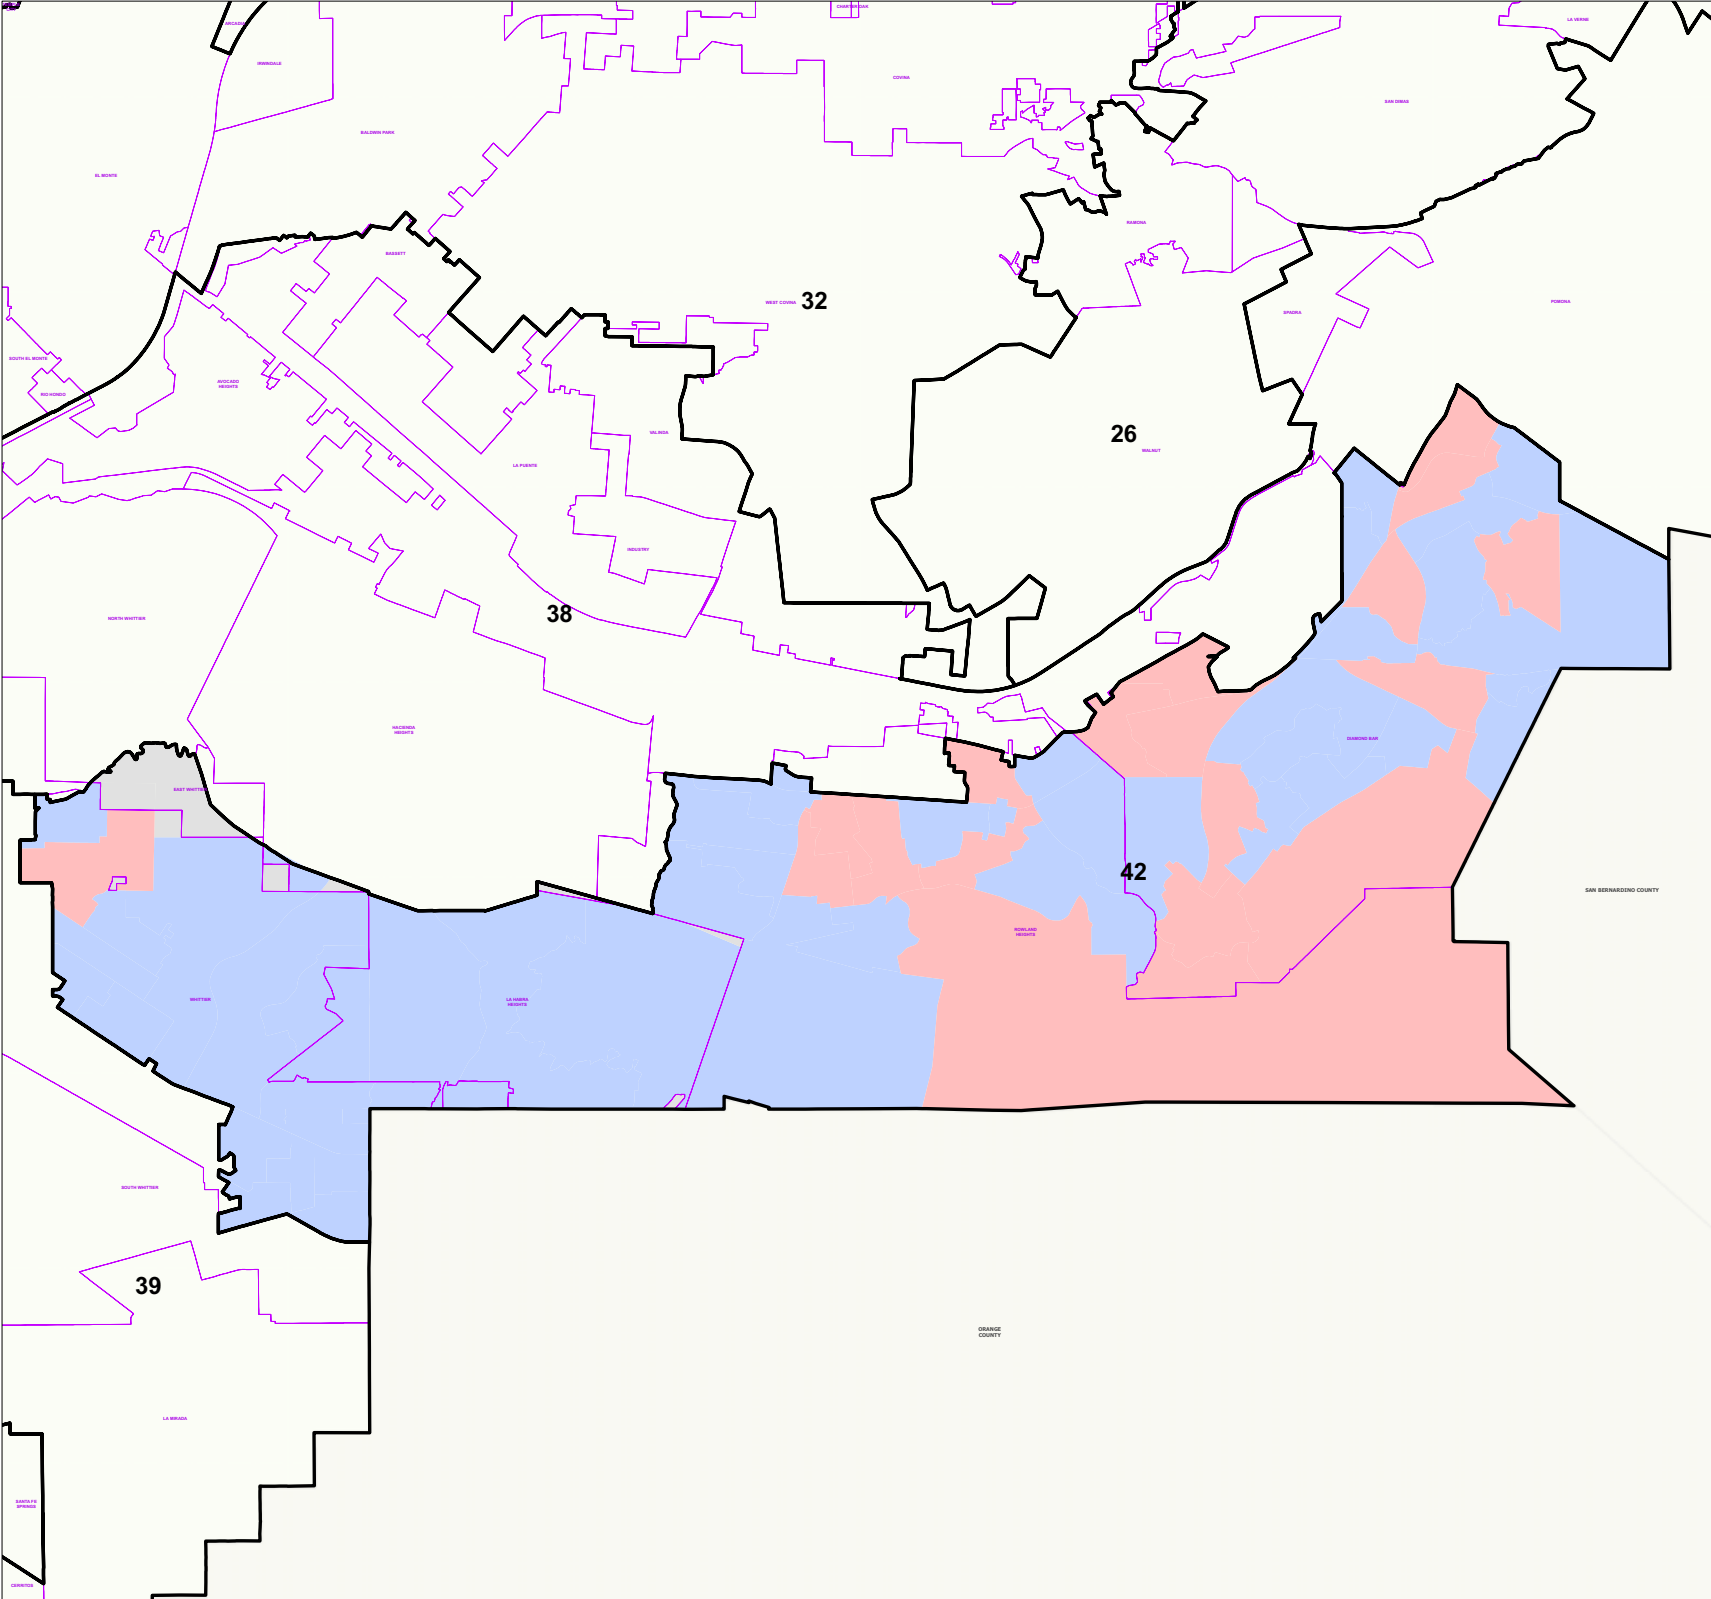 CHARTER OAK
ARCADIA
LA VERNE
IRWINDALE
COVINA
SAN DIMAS
BALDWIN PARK
EL MONTE
RAMONA
BASSETT
WEST COVINA
32
POMONA
SPADRA
SOUTH EL MONTE
AVOCADO
HEIGHTS
RIO HONDO
VALINDA
26
WALNUT
LA PUENTE
INDUSTRY
38
NORTH WHITTIER
HACIENDA
HEIGHTS
DIAMOND BAR
EAST WHITTIER
42
SAN BERNARDINO COUNTY
ROWLAND
HEIGHTS
WHITTIER
LA HABRA
HEIGHTS
SOUTH WHITTIER
39
ORANGE
COUNTY
LA MIRADA
SANTA FE
SPRINGS
CERRITOS